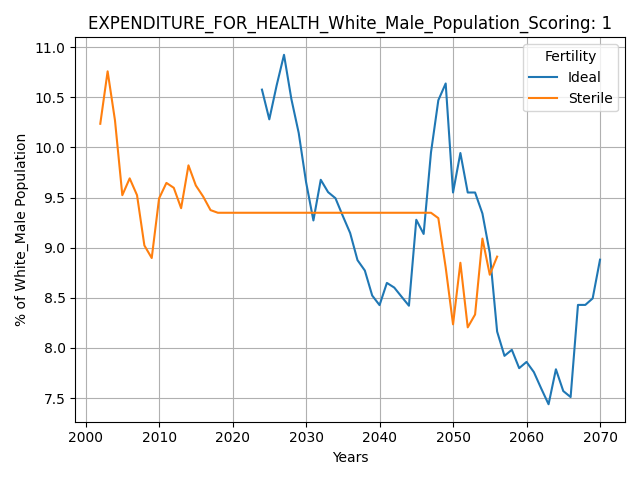 EXPENDITURE_FOR_HEALTH_White_Male_Population_Scoring: 1
11.0
10.5
10.0
9.5
9.0
8.5
8.0
7.5
% of White_Male Population
Fertility
Ideal
Sterile
2000 2010 2020 2030 2040 2050 2060 2070
Years